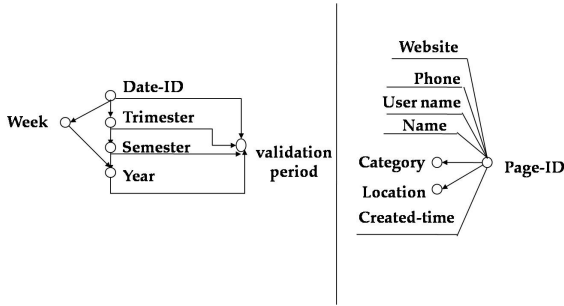 Date-ID
Week
Trimester
Semester
Year
validation
period
Website
Phone
User name
Name
Category
Location
Created-time
Page-ID